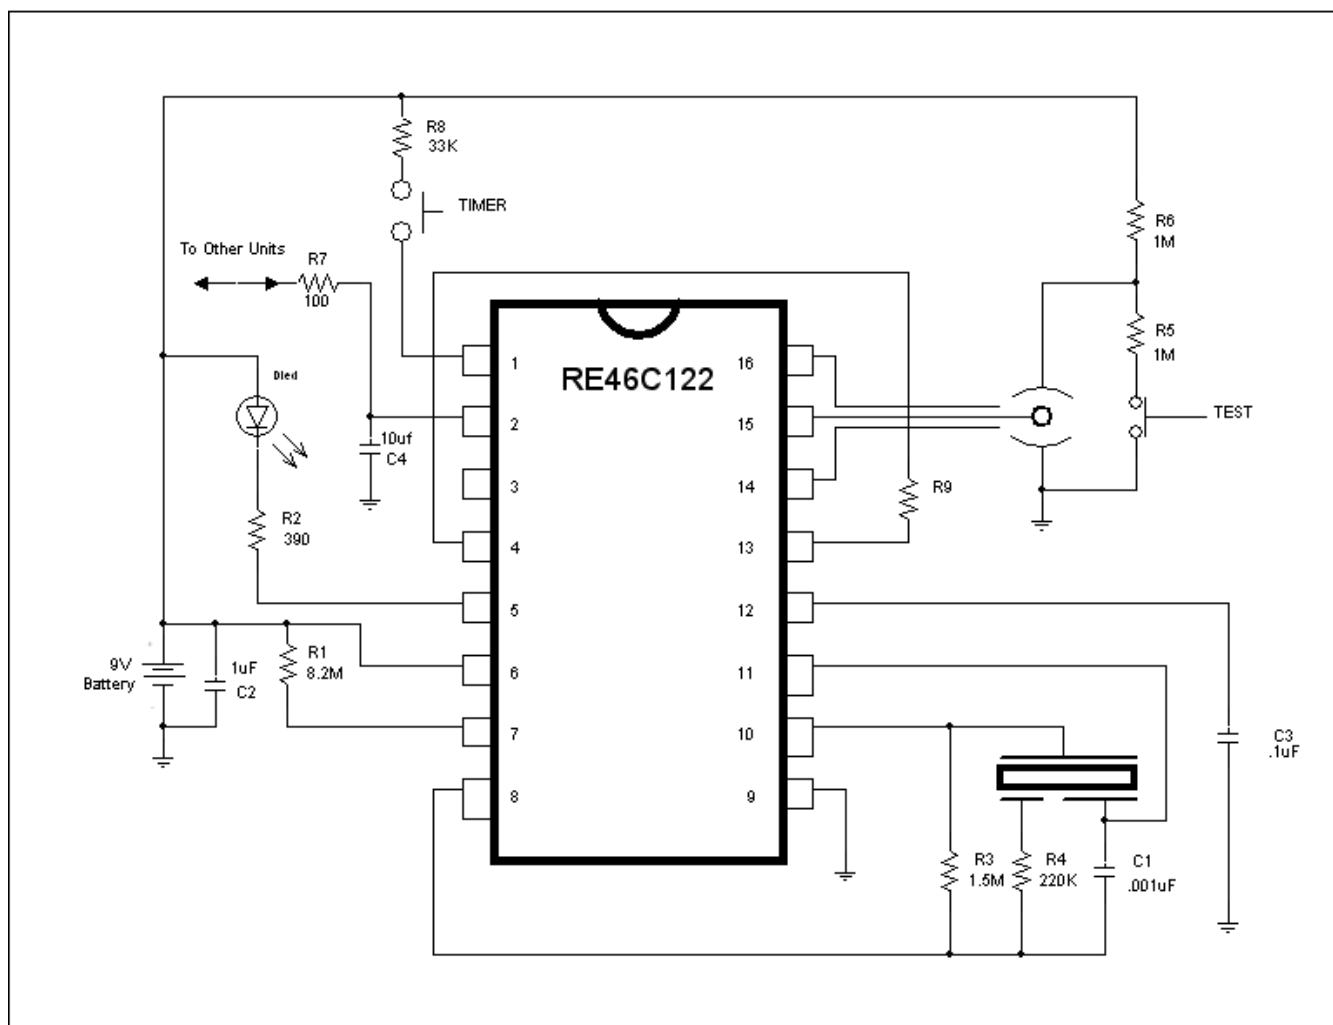 R8
33K
TIMER
To Other Units
R7
100
R6
1M
R5
1M
TEST
Dled
10uf
C4
R2
390
RE46C122
1
2
3
4
5
6
7
8
16
15
14
13
12
11
10
9
R9
9V
Battery
1uF
C2
R1
8.2M
C3
.1uF
R3
1.5M
R4
220K
C1
.001uF